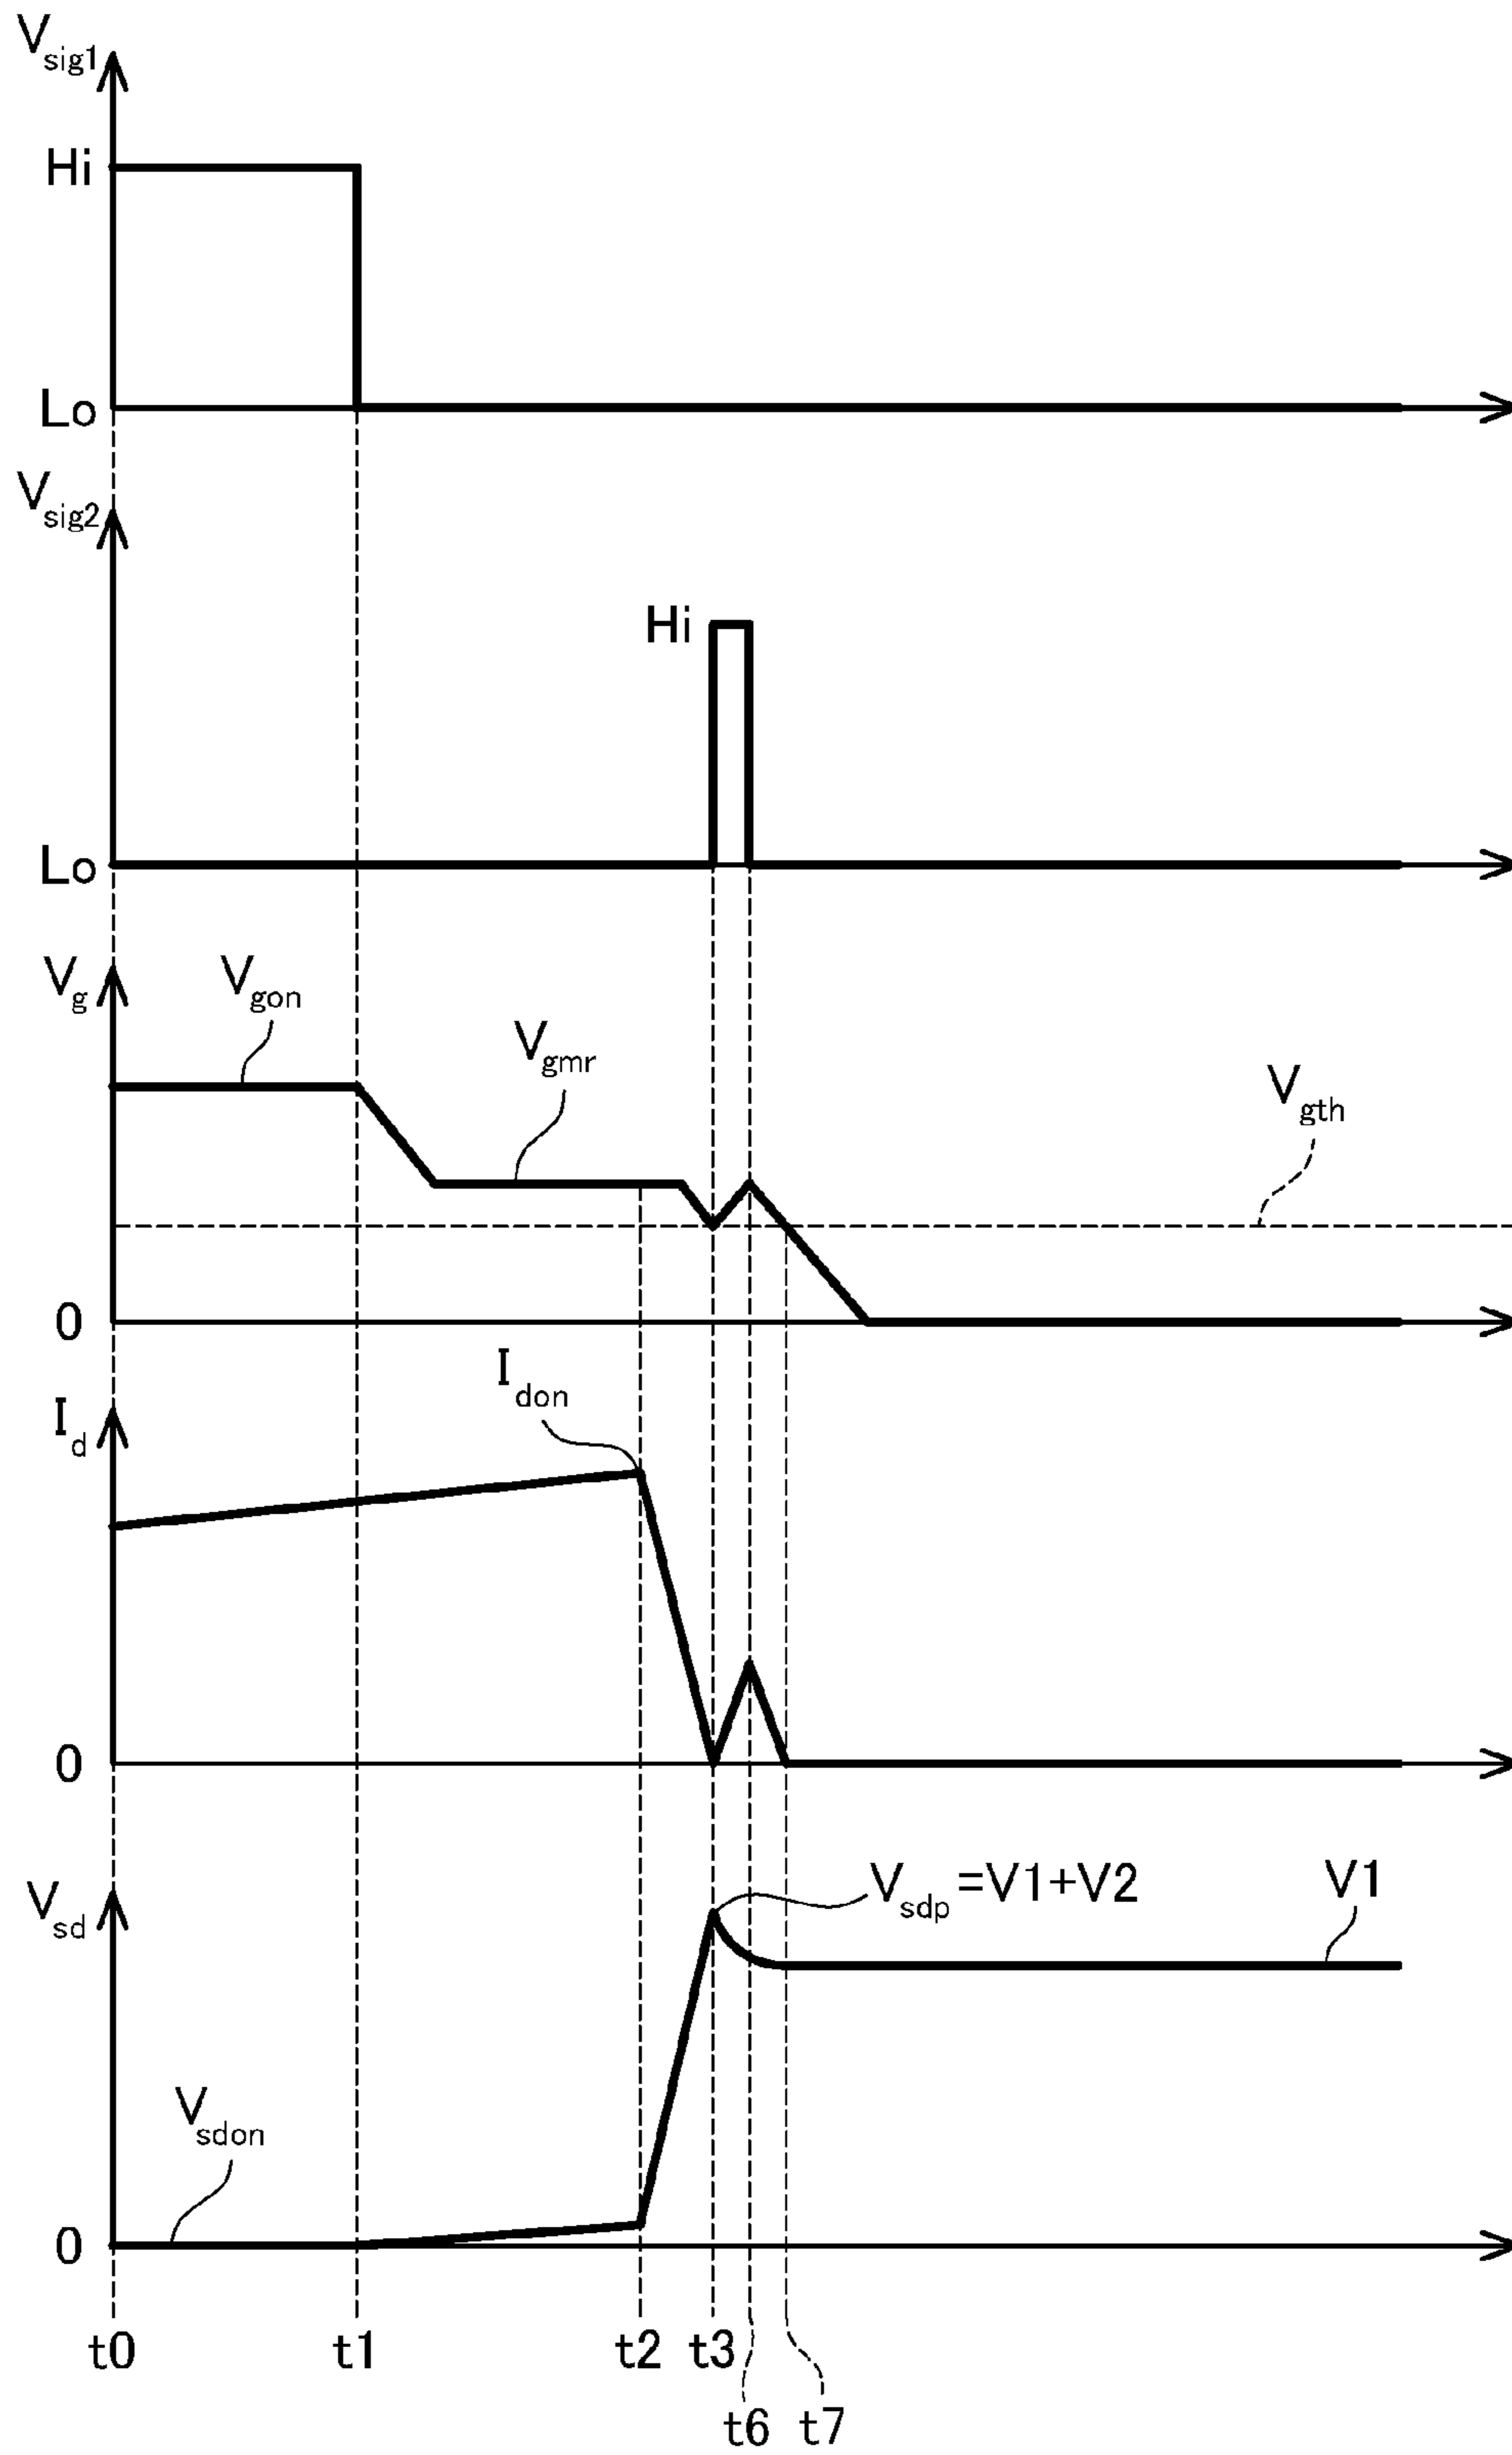 Vsig1
Hi
Lo
Vsig2
Hi
Lo
Vg
Vgon
Vgmr
Vgth
0
Idon
Id
0
Vsdp=V1+V2
V1
Vsd
Vsdon
0
t0 t1 t2 t3
t6 t7